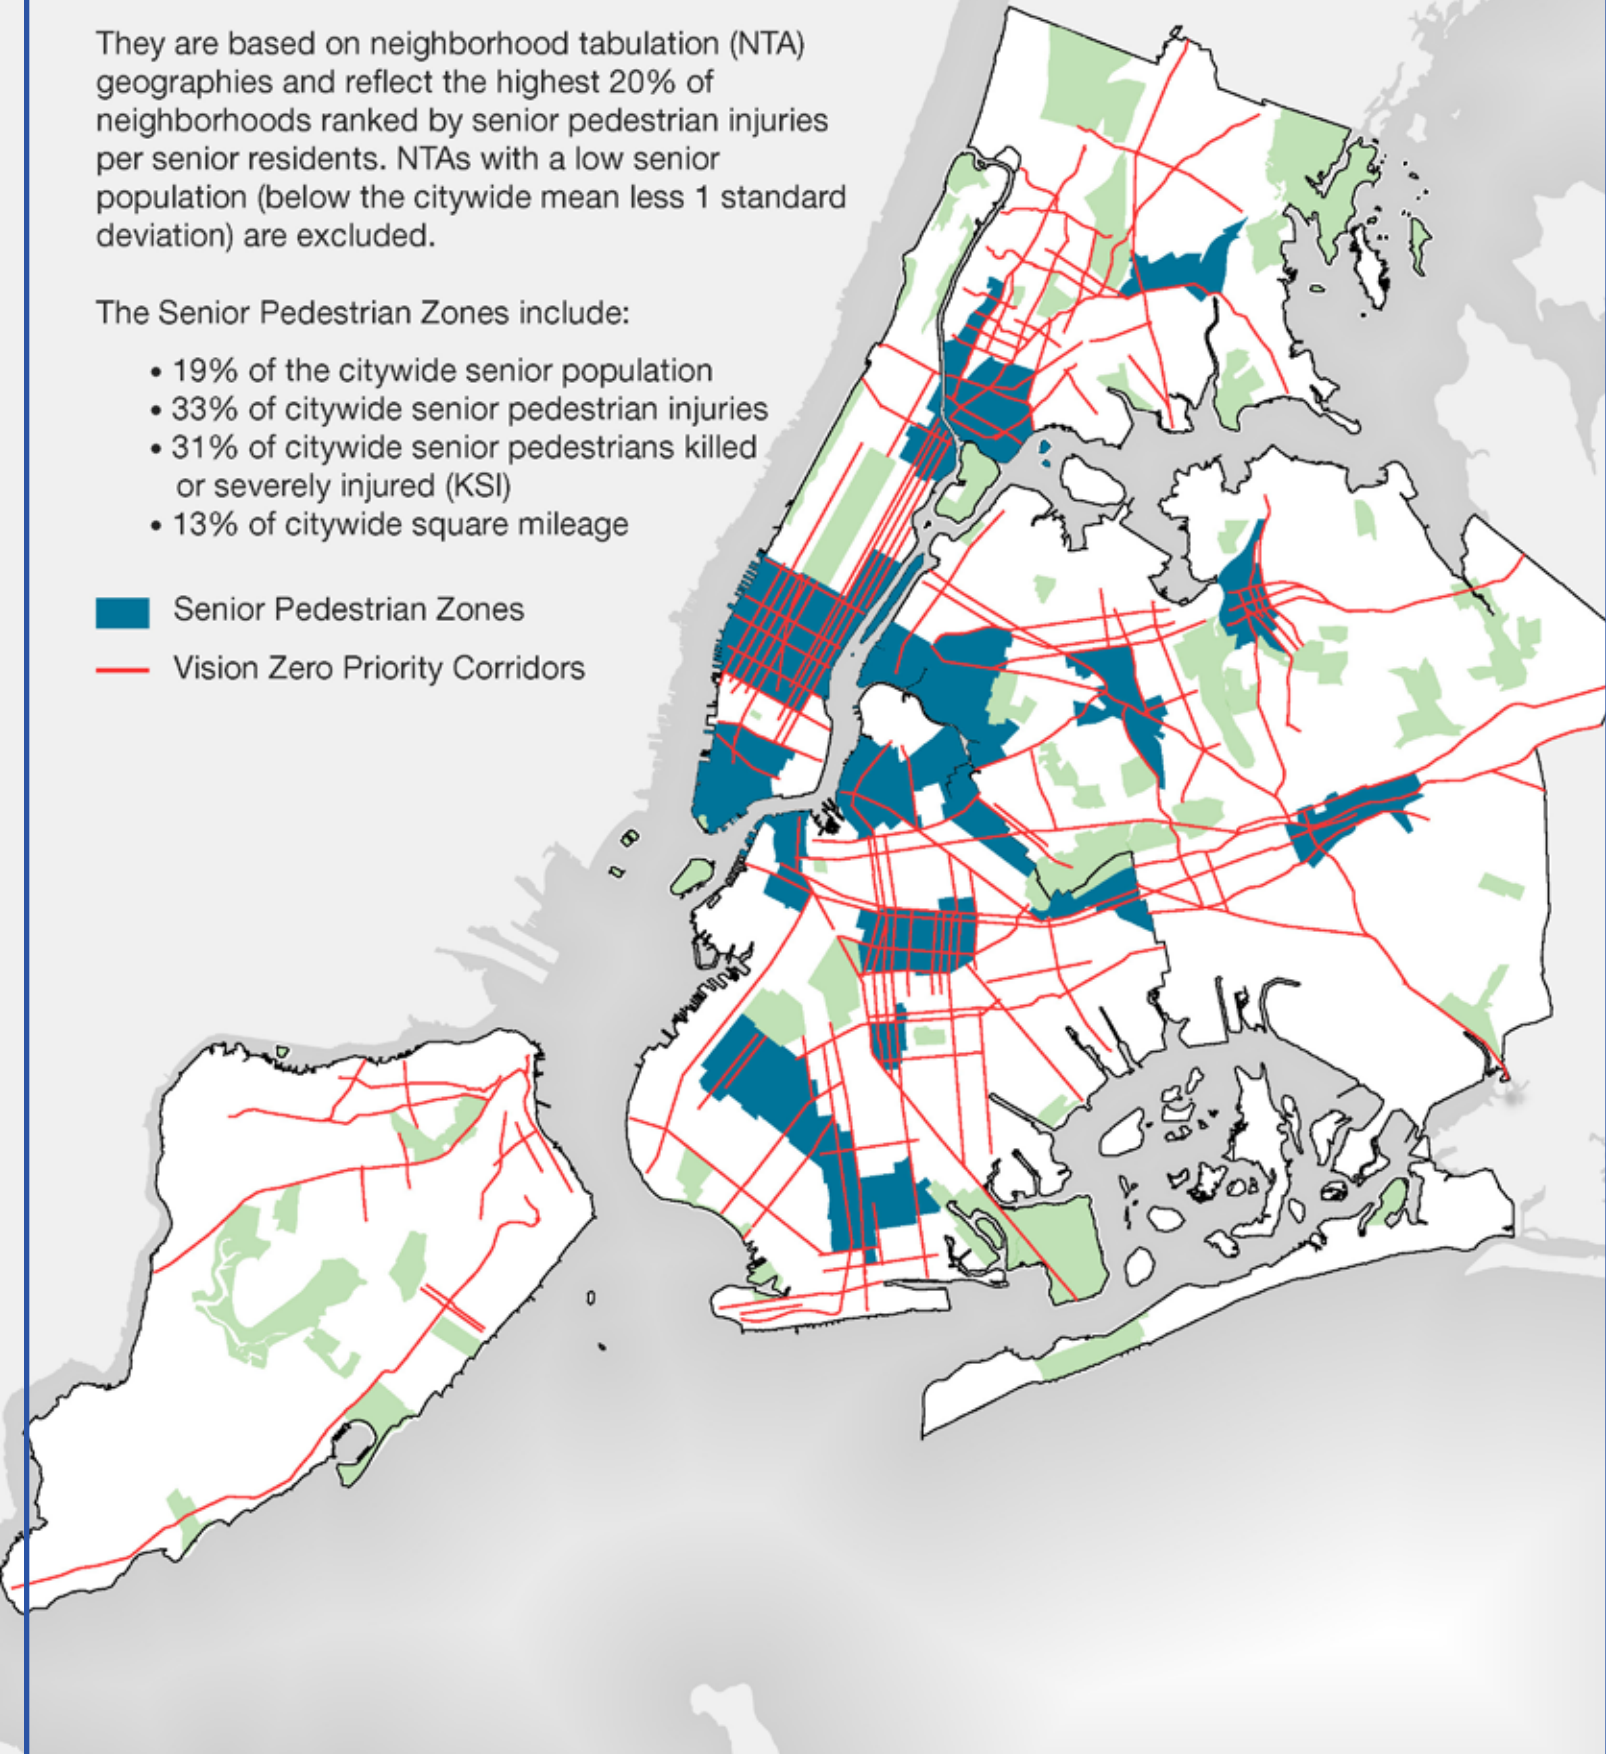 They are based on neighborhood tabulation (NTA)
geographies and reflect the highest 20% of
neighborhoods ranked by senior pedestrian injuries
per senior residents. NTAs with a low senior
population (below the citywide mean less 1 standard
deviation) are excluded.
The Senior Pedestrian Zones include:
• 19% of the citywide senior population
• 33% of citywide senior pedestrian injuries
• 31% of citywide senior pedestrians killed
or severely injured (KSI)
• 13% of citywide square mileage
Senior Pedestrian Zones
Vision Zero Priority Corridors